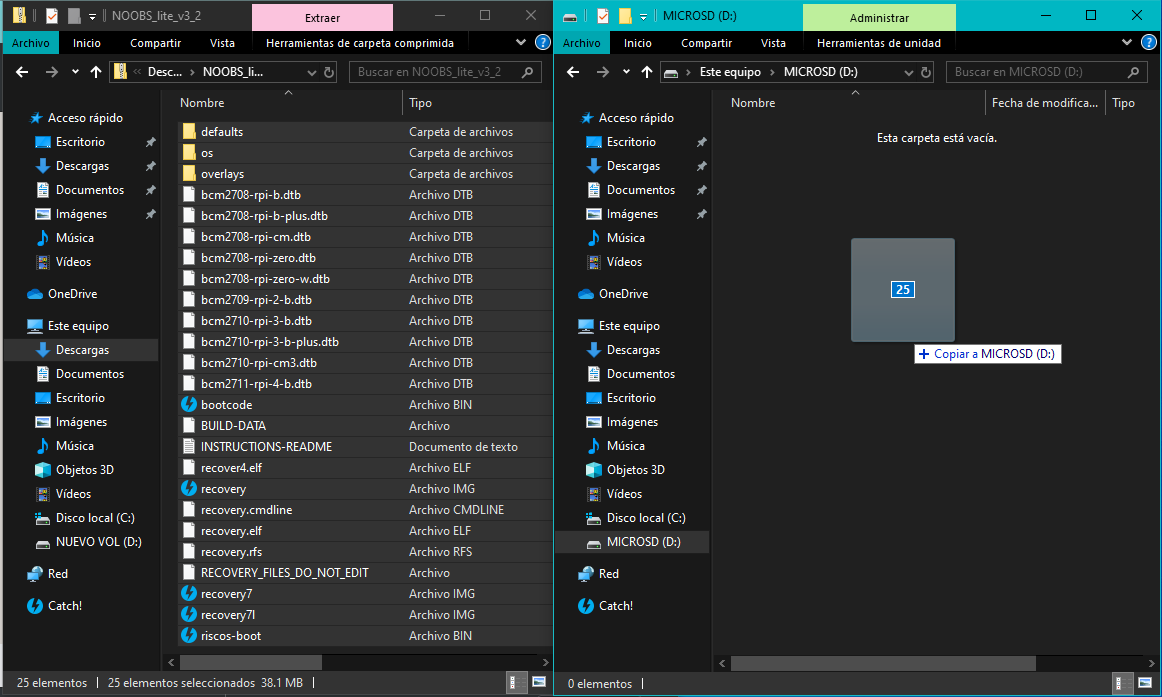 NOOBS_lite_v3_2
Extraer
Archivo
Inicio
Compartir
Vista
Herramientas de carpeta comprimida
Desc...
NOOBS_li...
Buscar en NOOBS_lite_v3_2
Acceso rápido
Escritorio
Descargas
Documentos
Imágenes
Música
Vídeos
OneDrive
Este equipo
Descargas
Documentos
Escritorio
Imágenes
Música
Objetos 3D
Vídeos
Disco local (C:)
NUEVO VOL (D:)
Red
Catch!
Nombre Tipo
defaults Carpeta de archivos
os Carpeta de archivos
overlays Carpeta de archivos
bcm2708-rpi-b.dtb Archivo DTB
bcm2708-rpi-b-plus.dtb Archivo DTB
bcm2708-rpi-cm.dtb Archivo DTB
bcm2708-rpi-zero.dtb Archivo DTB
bcm2708-rpi-zero-w.dtb Archivo DTB
bcm2709-rpi-2-b.dtb Archivo DTB
bcm2710-rpi-3-b.dtb Archivo DTB
bcm2710-rpi-3-b-plus.dtb Archivo DTB
bcm2710-rpi-cm3.dtb Archivo DTB
bcm2711-rpi-4-b.dtb Archivo DTB
bootcode Archivo BIN
BUILD-DATA Archivo
INSTRUCTIONS-README Documento de texto
recover4.elf Archivo ELF
recovery Archivo IMG
recovery.cmdline Archivo CMDLINE
recovery.elf Archivo ELF
recovery.rfs Archivo RFS
RECOVERY_FILES_DO_NOT_EDIT Archivo
recovery7 Archivo IMG
recovery7l Archivo IMG
riscos-boot Archivo BIN
25 elementos
25 elementos seleccionados 38.1 MB
MICROSD (D:)
Administrar
Archivo
Inicio
Compartir
Vista
Herramientas de unidad
Este equipo
MICROSD (D:)
Buscar en MICROSD (D:)
Acceso rápido
Escritorio
Descargas
Documentos
Imágenes
Música
Vídeos
OneDrive
Este equipo
Descargas
Documentos
Escritorio
Imágenes
Música
Objetos 3D
Vídeos
Disco local (C:)
MICROSD (D:)
Red
Catch!
Nombre Fecha de modifica... Tipo
Esta carpeta está vacía.
25
Copiar a MICROSD (D:)
0 elementos